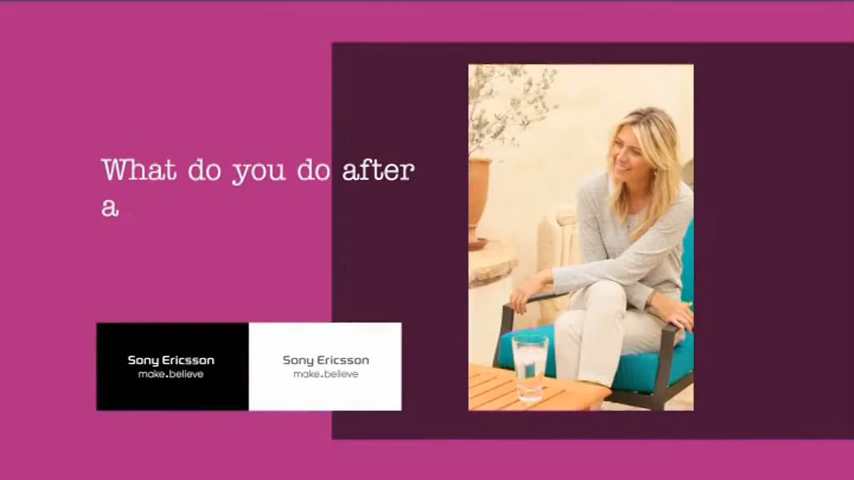 What do you do after
a
Sony Ericsson
make.believe
Sony Ericsson
make.believe